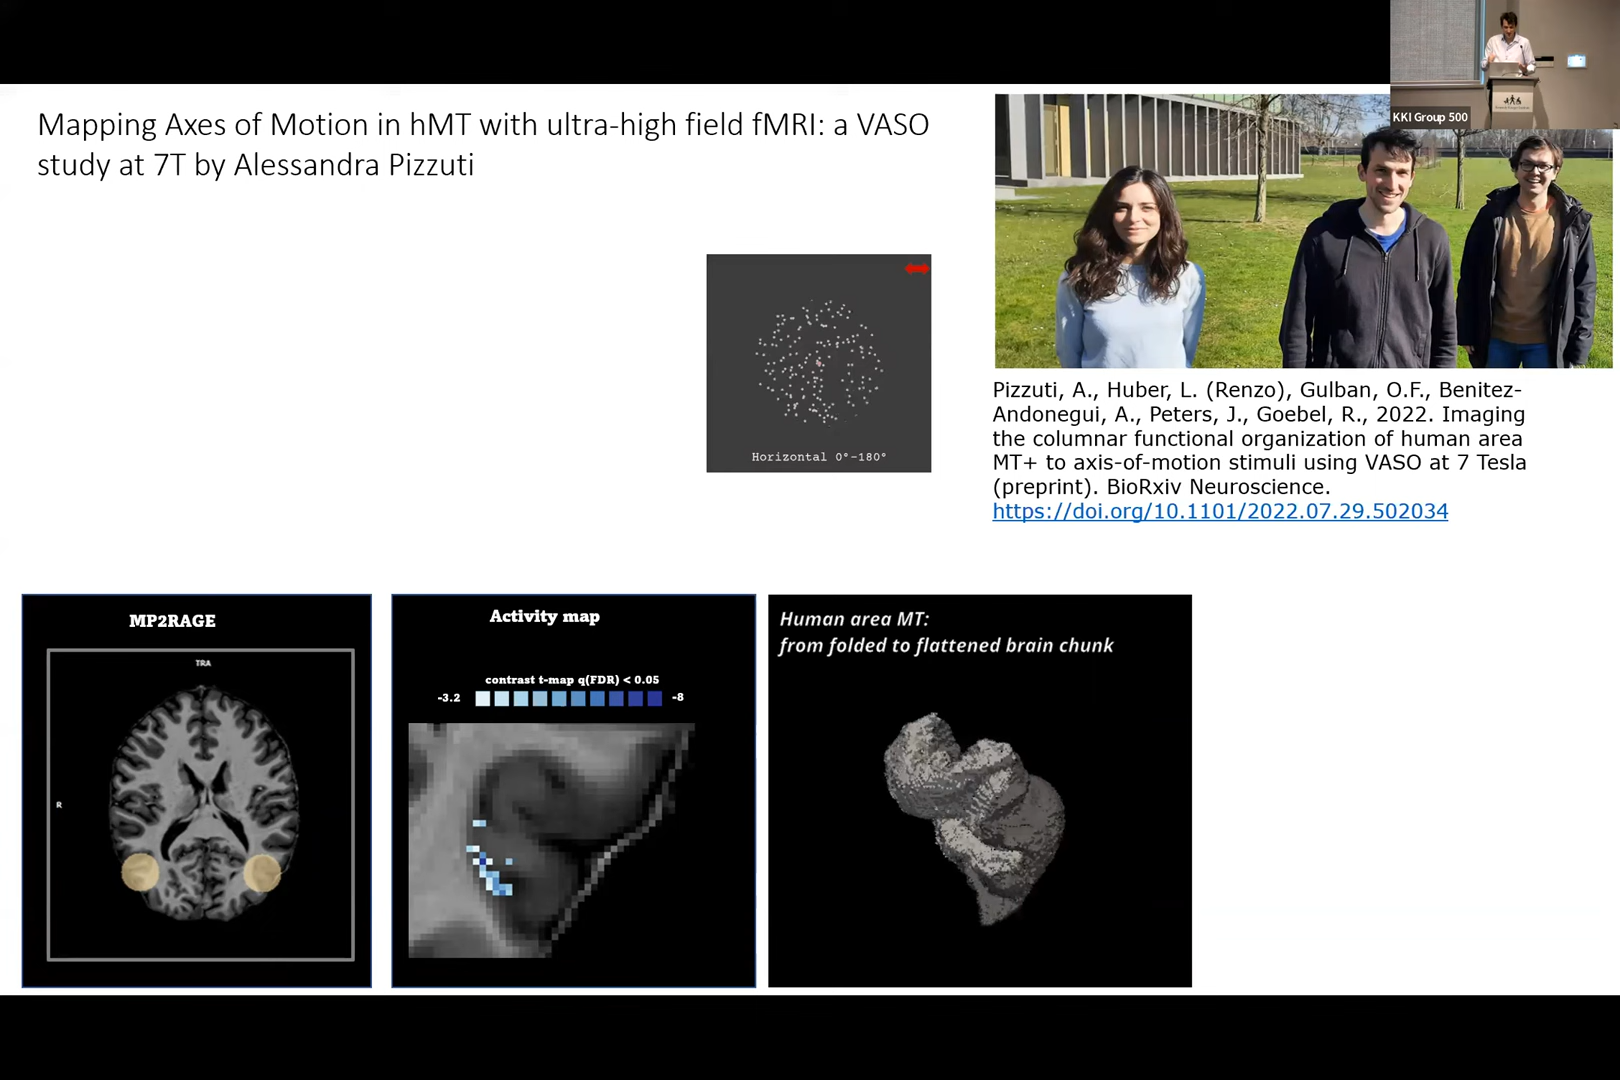 Mapping Axes of Motion in hMT with ultra-high field fMRI: a VASO
study at 7T by Alessandra Pizzuti
KKI Group 500
Horizontal 0°-180°
Pizzuti, A., Huber, L. (Renzo), Gulban, O.F., Benitez-
Andonegui, A., Peters, J., Goebel, R., 2022. Imaging
the columnar functional organization of human area
MT+ to axis-of-motion stimuli using VASO at 7 Tesla
(preprint). BioRxiv Neuroscience.
https://doi.org/10.1101/2022.07.29.502034
MP2RAGE
TRA
R
Activity map
contrast t-map q(FDR) < 0.05
-3.2
-8
Human area MT:
from folded to flattened brain chunk